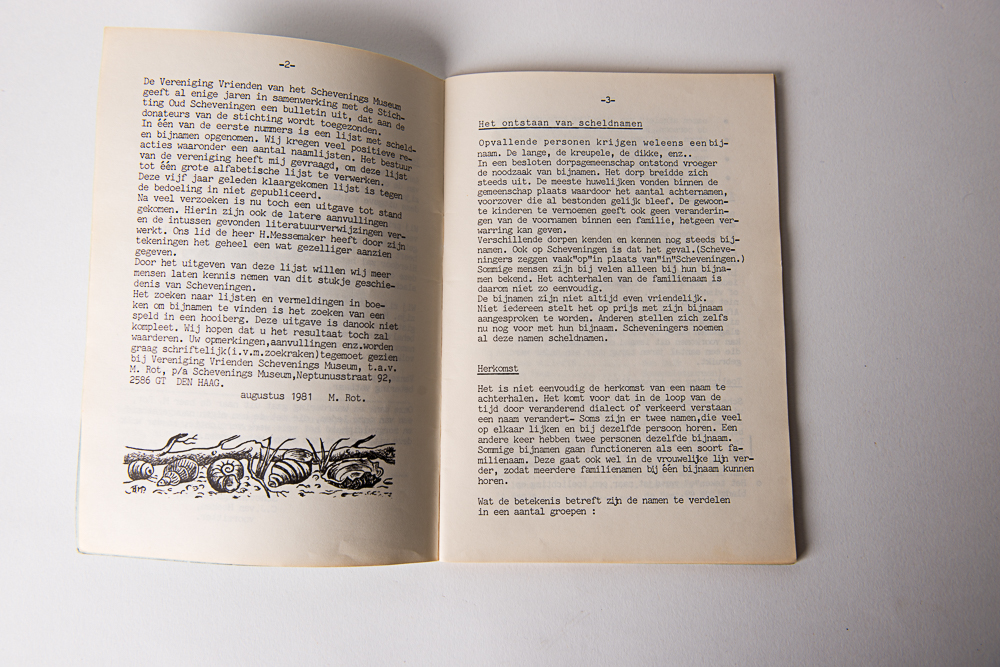 -2-
De Vereniging Vrienden van het Schevenings Museum
geeft al enige jaren in samenwerking met de Stich-
ting Oud Scheveningen een bulletin uit, dat aan de
donateurs van de stichting wordt toegezonden.
In één van de eerste nummers is een lijst met scheld-
en bijnamen opgenomen. Wij kregen veel positieve re-
acties waaronder een aantal naamlijsten. Het bestuur
van de vereniging heeft mij gevraagd, om deze lijst
tot één grote alfabetische lijst te verwerken.
Deze vijf jaar geleden klaargekomen lijst is tegen
de bedoeling in niet gepubliceerd.
Na veel verzoeken is nu toch een uitgave tot stand
gekomen. Hierin zijn ook de latere aanvullingen
en de intussen gevonden literatuurverwijzingen ver-
werkt. Ons lid de heer H.Messemaker heeft door zijn
tekeningen het geheel een wat gezelliger aanzien
gegeven.
Door het uitgeven van deze lijst willen wij meer
mensen laten kennis nemen van dit stukje geschie-
denis van Scheveningen.
Het zoeken naar lijsten en vermeldingen in boe-
ken om bijnamen te vinden is het zoeken van een
speld in een hooiberg. Deze uitgave is danook niet
kompleet. Wij hopen dat u het resultaat toch zal
waarderen. Uw opmerkingen,aanvullingen enz.worden
graag schriftelijk(i.v.m.zoekraken)tegemoet gezien
bij Vereniging Vrienden Schevenings Museum, t.a.v.
M. Rot, p/a Schevenings Museum,Neptunusstraat 92,
2586 GT DEN HAAG.
augustus 1981 M. Rot.
-3-
Het ontstaan van scheldnamen
Opvallende personen krijgen weleens een bij-
naam. De lange, de kreupele, de dikke, enz..
In een besloten dorpsgemeenschap ontstond vroeger
de noodzaak van bijnamen. Het dorp breidde zich
steeds uit. De meeste huwelijken vonden binnen de
gemeenschap plaats waardoor het aantal achternamen,
voorzover die al bestonden gelijk bleef. De gewoon-
te kinderen te vernoemen geeft ook geen veranderin-
gen van de voornamen binnen een familie, hetgeen ver-
warring kan geven.
Verschillende dorpen kenden en kennen nog steeds bij-
namen. Ook op Scheveningen is dat het geval.(Scheve-
ningers zeggen vaak"op"in plaats van"in"Scheveningen.)
Sommige mensen zijn bij velen alleen bij hun bijna-
men bekend. Het achterhalen van de familienaam is
daarom niet zo eenvoudig.
De bijnamen zijn niet altijd even vriendelijk.
Niet iedereen stelt het op prijs met zijn bijnaam
aangesproken te worden. Anderen stellen zich zelfs
nu nog voor met hun bijnaam. Scheveningers noemen
al deze namen scheldnamen.
Herkomst
Het is niet eenvoudig de herkomst van een naam te
achterhalen. Het komt voor dat in de loop van de
tijd door veranderend dialect of verkeerd verstaan
een naam verandert- Soms zijn er twee namen,die veel
op elkaar lijken en bij dezelfde persoon horen. Een
andere keer hebben twee personen dezelfde bijnaam.
Sommige bijnamen gaan functioneren als een soort fa-
milienaam. Deze gaat ook wel in de vrouwelijke lijn ver-
der, zodat meerdere familienamen bij één bijnaam kunnen
horen.
Wat de betekenis betreft zijn de namen te verdelen
in een aantal groepen :